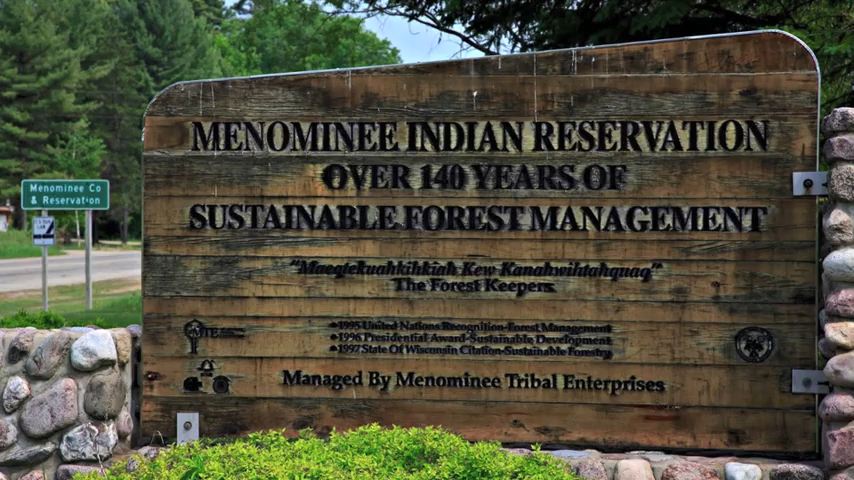 MENOMINEE INDIAN RESERVATION
OVER 140 YEARS OF
SUSTAINABLE FOREST MANAGEMENT
"Maeqtekuahkihkiah Kew Kanahwihtahquaq"
The Forest Keepers
•1995 United Nations Recognition-Forest Management
•1996 Presidential Award-Sustainable Development
•1997 State Of Wisconsin Citation-Sustainable Forestry
MTE
Managed By Menominee Tribal Enterprises
Menominee Co
& Reservation